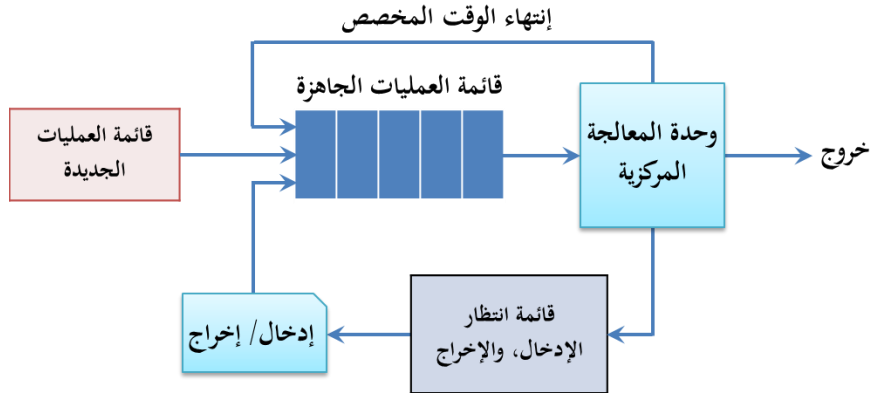 إنتهاء الوقت المخصص
قائمة العمليات الجاهزة
قائمة العمليات
الجديدة
وحدة المعالجة
المركزية
خروج
قائمة انتظار
الإدخال، والإخراج
إدخال/ إخراج